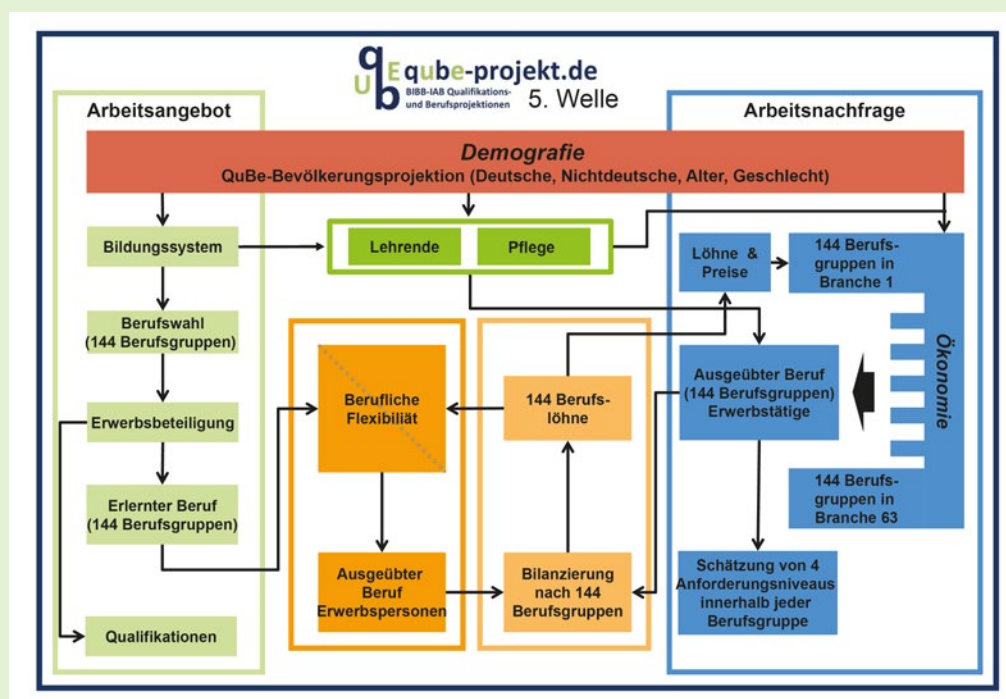 qube
qube-projekt.de
BIBB-IAB Qualifikations-
und Berufsprojektionen
5. Welle
Arbeitsangebot
Arbeitsnachfrage
Demografie
QuBe-Bevölkerungsprojektion (Deutsche, Nichtdeutsche, Alter, Geschlecht)
Bildungssystem
Lehrende
Pflege
Löhne &
Preise
144 Berufs-
gruppen in
Branche 1
Berufswahl
(144 Berufsgruppen)
Berufliche
Flexibiliät
144 Berufs-
löhne
Ausgeübter Beruf
(144 Berufsgruppen)
Erwerbstätige
Ökonomie
Erwerbsbeteiligung
Erlernter Beruf
(144 Berufsgruppen)
144 Berufs-
gruppen in
Branche 63
Ausgeübter
Beruf
Erwerbspersonen
Bilanzierung
nach 144
Berufsgruppen
Schätzung von 4
Anforderungsniveaus
innerhalb jeder
Berufsgruppe
Qualifikationen